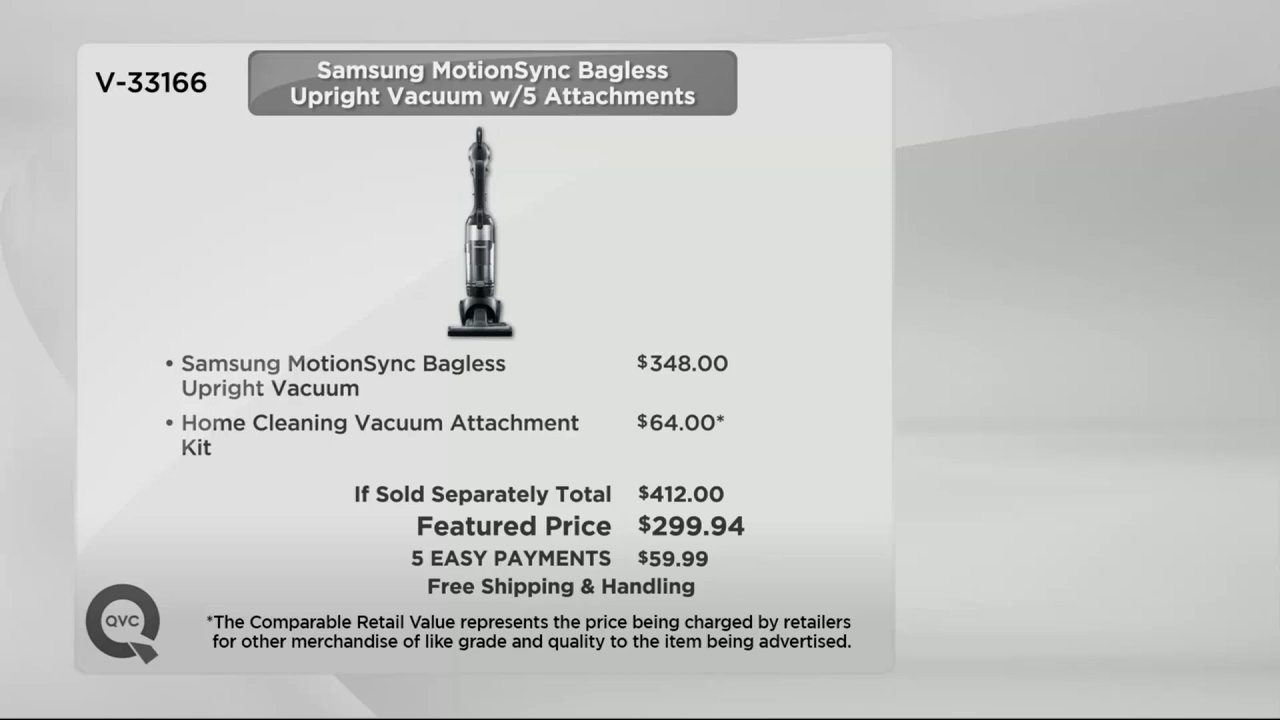 V-33166
Samsung MotionSync Bagless
Upright Vacuum w/5 Attachments
• Samsung MotionSync Bagless $348.00
Upright Vacuum
• Home Cleaning Vacuum Attachment $64.00*
Kit
If Sold Separately Total $412.00
Featured Price $299.94
5 EASY PAYMENTS $59.99
Free Shipping & Handling
QVC
*The Comparable Retail Value represents the price being charged by retailers
for other merchandise of like grade and quality to the item being advertised.